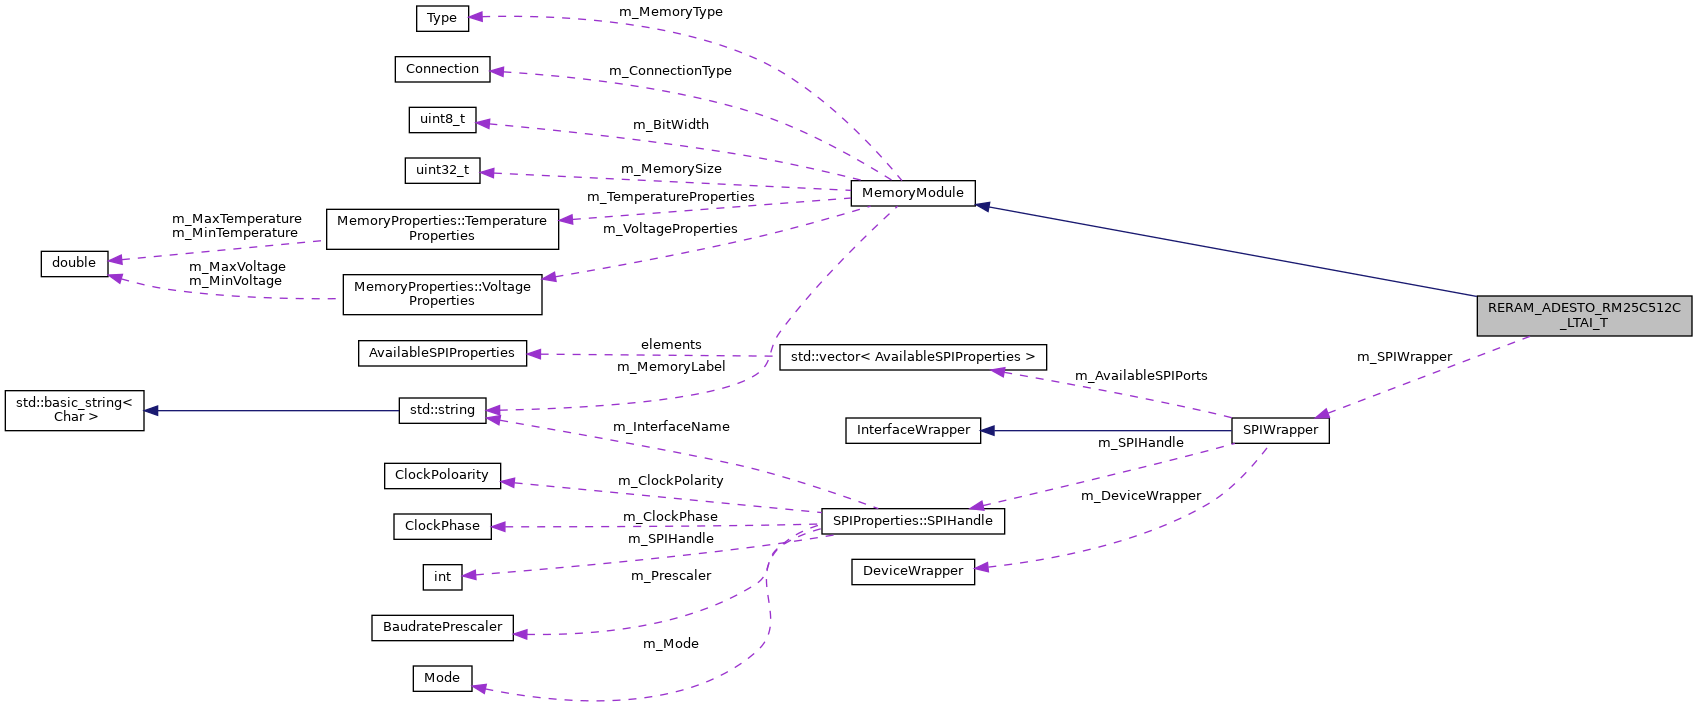 m_MemoryType
Type
Connection
m_ConnectionType
uint8_t
m_BitWidth
uint32_t
m_MemorySize
MemoryModule
m_TemperatureProperties
m_MaxTemperature
m_MinTemperature
MemoryProperties::Temperature
Properties
m_VoltageProperties
double
m_MaxVoltage
m_MinVoltage
MemoryProperties::Voltage
Properties
RERAM_ADESTO_RM25C512C
_LTAI_T
AvailableSPIProperties
elements
m_MemoryLabel
std::vector< AvailableSPIProperties >
m_SPIWrapper
m_AvailableSPIPorts
std::basic_string<
Char >
std::string
m_InterfaceName
InterfaceWrapper
SPIWrapper
m_SPIHandle
ClockPoloarity
m_ClockPolarity
m_DeviceWrapper
ClockPhase
m_ClockPhase
SPIProperties::SPIHandle
m_SPIHandle
int
m_Prescaler
DeviceWrapper
BaudratePrescaler
m_Mode
Mode